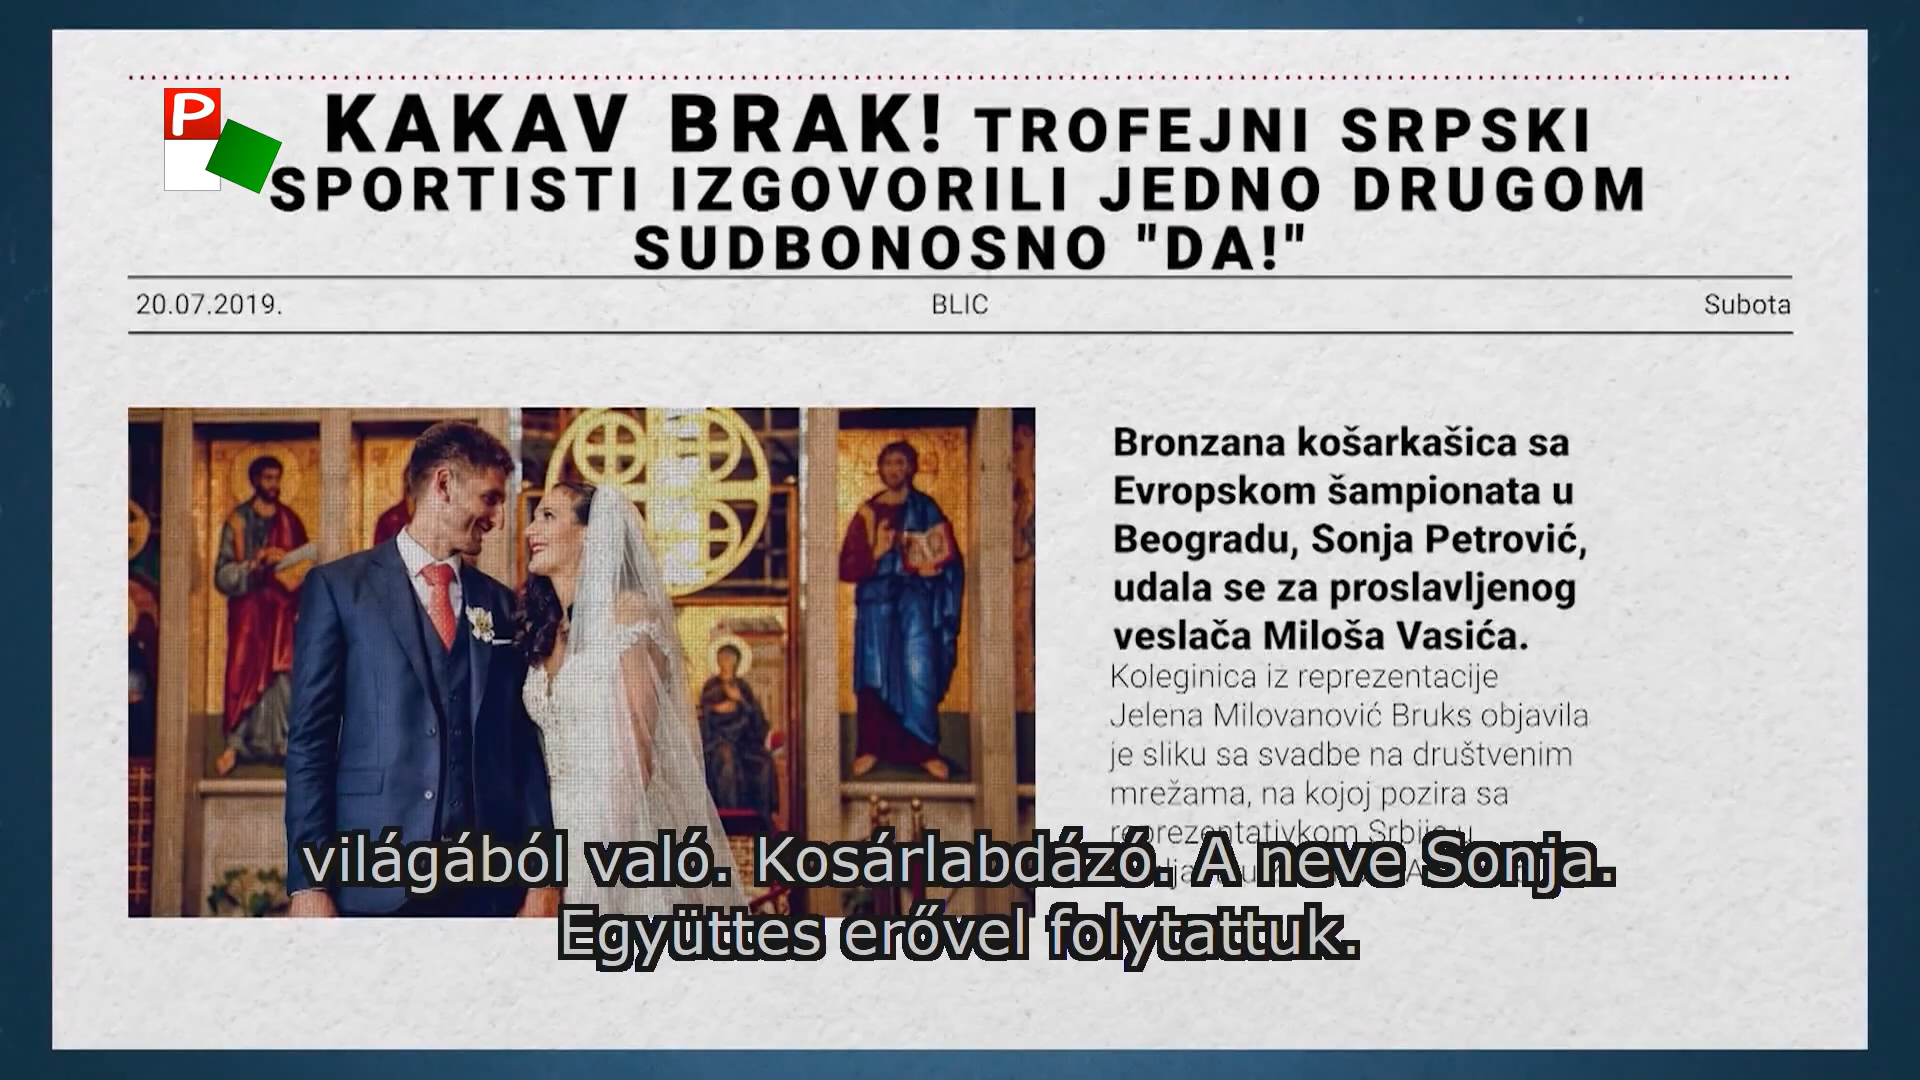 P
KAKAV BRAK! TROFEJNI SRPSKI
SPORTISTI IZGOVORILI JEDNO DRUGOM
SUDBONOSNO "DA!"
20.07.2019. BLIC Subota
Bronzana košarkašica sa
Evropskom šampionata u
Beogradu, Sonja Petrović,
udala se za proslavljenog
veslača Miloša Vasića.
Koleginica iz reprezentacije
Jelena Milovanović Bruks objavila
je sliku sa svadbe na društvenim
mrežama, na kojoj pozira sa
reprezentativkom Srbije u
világából való. Kosárlabdázó. A neve Sonja.
Együttes erővel folytattuk.